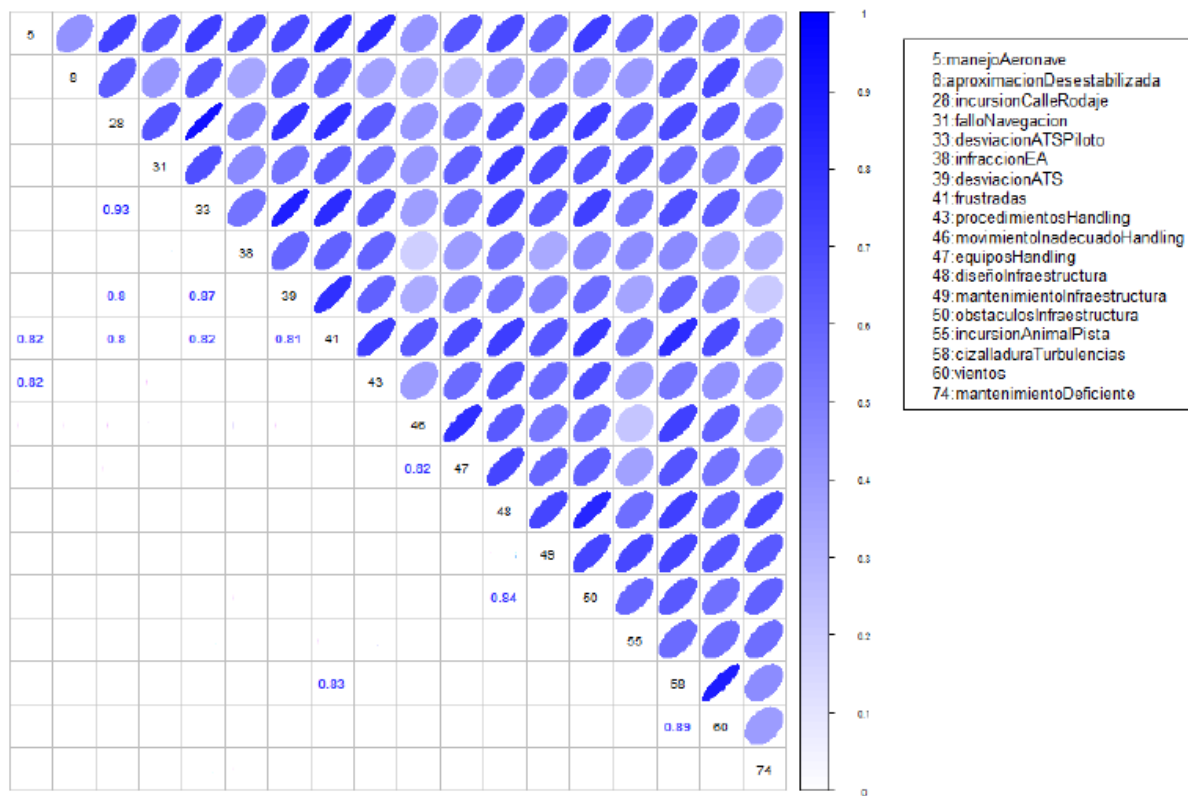 5
8
28
31
0.93 33
38
0.8 0.87 39
0.82 0.8 0.82 0.81 41
0.82 43
46
0.82 47
48
49
0.84 50
55
0.83 58
0.89 60
74
1
0.9
0.8
0.7
0.6
0.5
0.4
0.3
0.2
0.1
0
5:manejoAeronave
8:aproximacionDesestabilizada
28:incursionCalleRodaje
31:falloNavegacion
33:desviacionATSPiloto
38:infraccionEA
39:desviacionATS
41:frustradas
43:procedimientosHandling
46:movimientoInadecuadoHandling
47:equiposHandling
48:diseñoInfraestructura
49:mantenimientoInfraestructura
50:obstaculosInfraestructura
55:incursionAnimalPista
58:cizalladuraTurbulencias
60:vientos
74:mantenimientoDeficiente